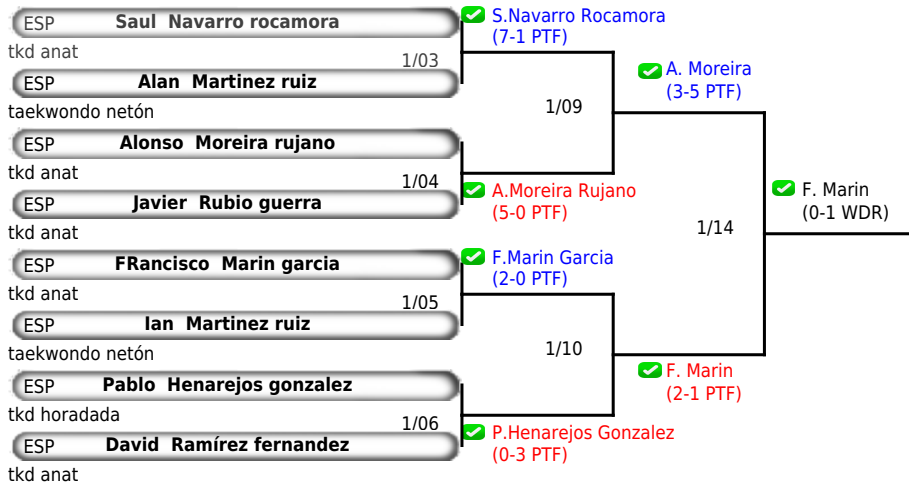 ESP Saul Navarro rocamora
tkd anat
1/03
ESP Alan Martinez ruiz
taekwondo netón
S.Navarro Rocamora
(7-1 PTF)
1/09
A. Moreira
(3-5 PTF)
ESP Alonso Moreira rujano
tkd anat
1/04
ESP Javier Rubio guerra
tkd anat
A.Moreira Rujano
(5-0 PTF)
1/14
F. Marin
(0-1 WDR)
ESP FRancisco Marin garcia
tkd anat
1/05
ESP Ian Martinez ruiz
taekwondo netón
F.Marin Garcia
(2-0 PTF)
1/10
F. Marin
(2-1 PTF)
ESP Pablo Henarejos gonzalez
tkd horadada
1/06
ESP David Ramírez fernandez
tkd anat
P.Henarejos Gonzalez
(0-3 PTF)